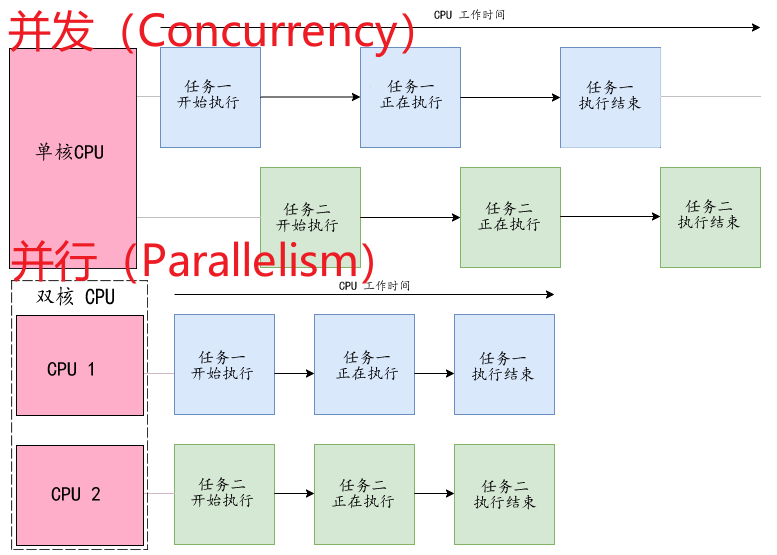 并发（Concurrency）
CPU 工作时间
单核CPU
任务一
开始执行
任务一
正在执行
任务一
执行结束
任务二
开始执行
任务二
正在执行
任务二
执行结束
并行（Parallelism）
双核 CPU
CPU 工作时间
CPU 1
任务一
开始执行
任务一
正在执行
任务一
执行结束
CPU 2
任务二
开始执行
任务二
正在执行
任务二
执行结束